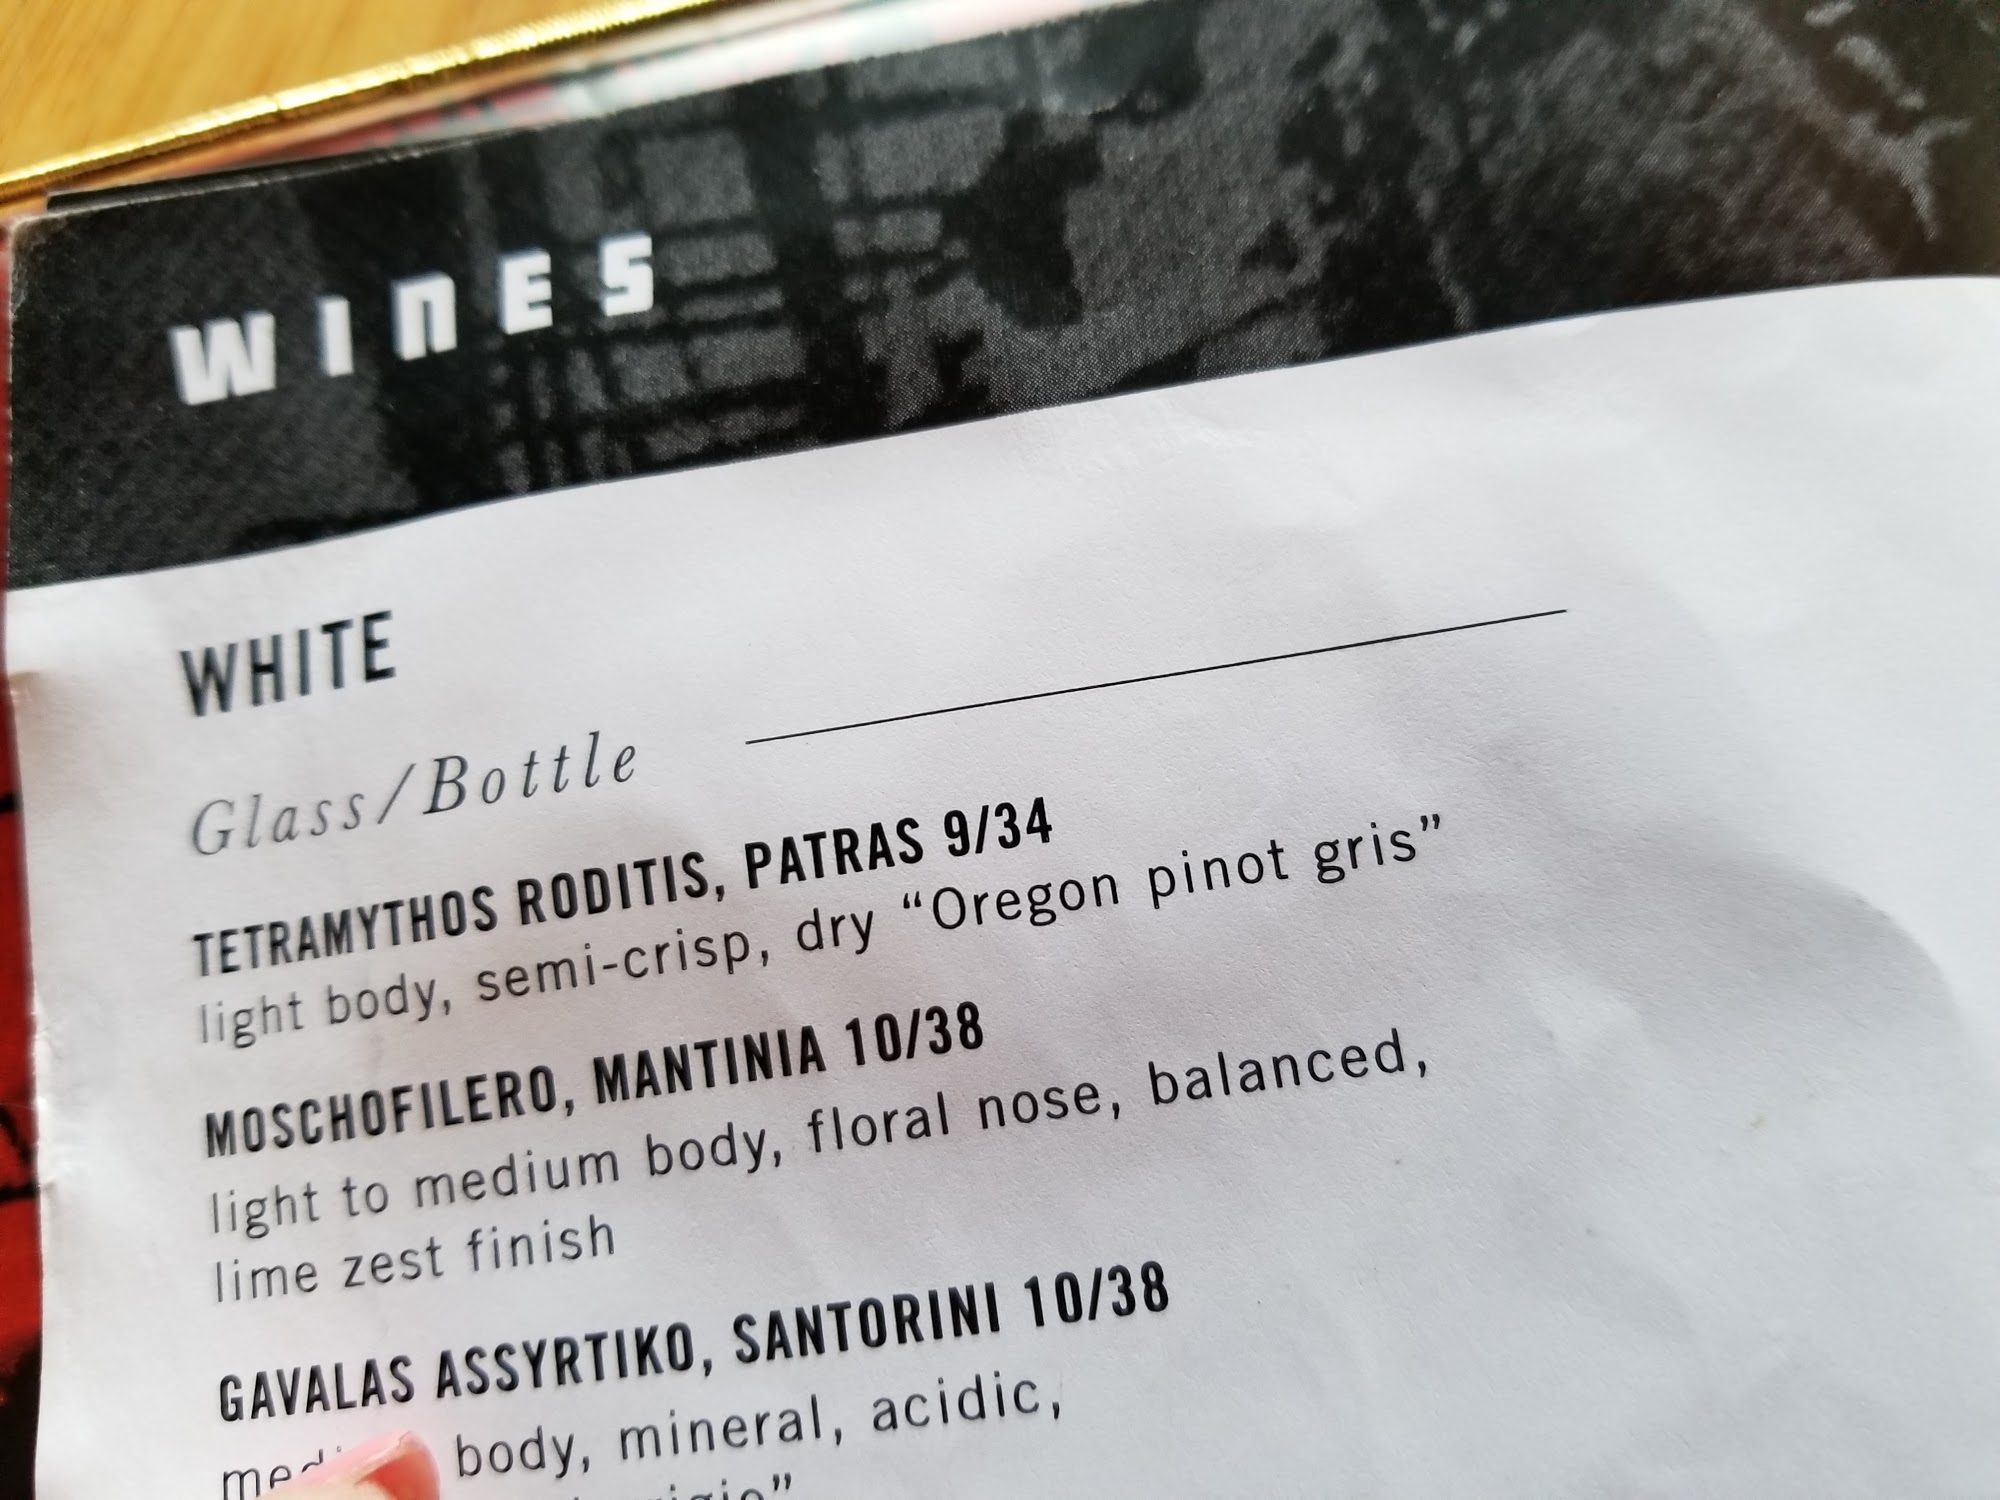 WINES
WHITE
Glass/Bottle
TETRAMYTHOS RODITIS, PATRAS 9/34
light body, semi-crisp, dry “Oregon pinot gris”
MOSCHOFILERO, MANTINIA 10/38
light to medium body, floral nose, balanced,
lime zest finish
GAVALAS ASSYRTIKO, SANTORINI 10/38
body, mineral, acidic,